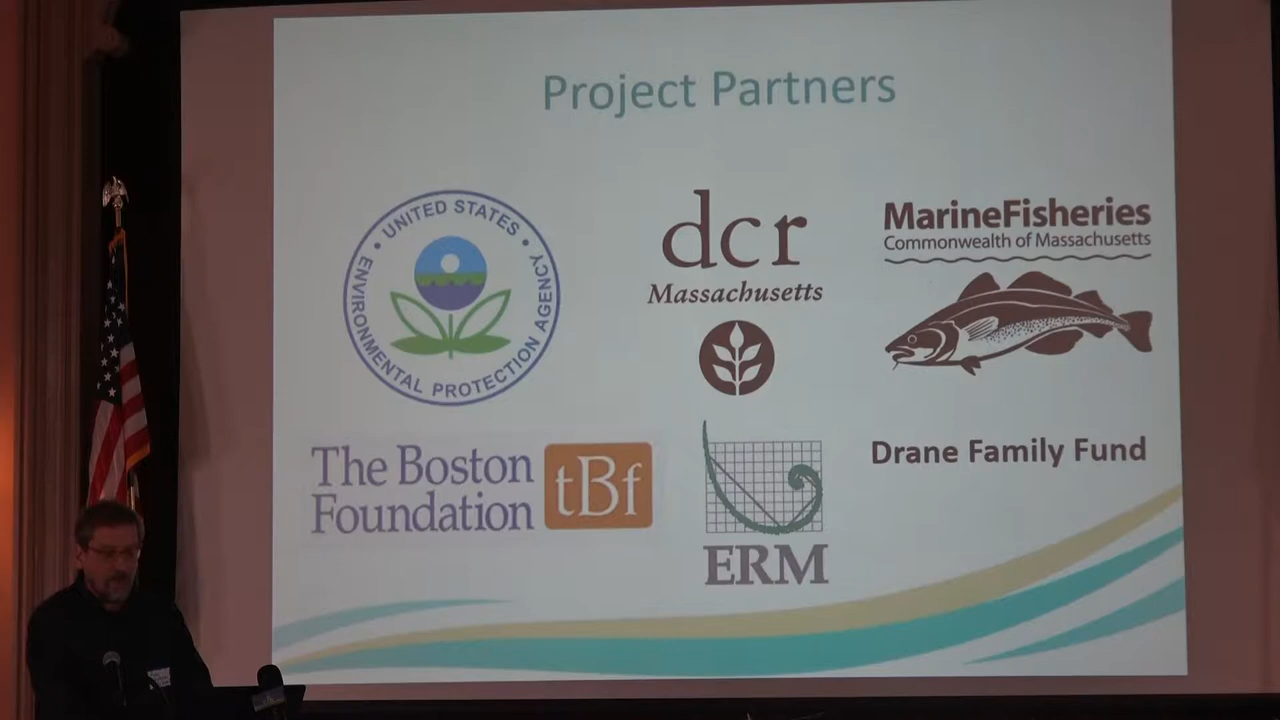 Project Partners
UNITED STATES
ENVIRONMENTAL PROTECTION AGENCY
dcr
Massachusetts
MarineFisheries
Commonwealth of Massachusetts
The Boston
Foundation
tBf
ERM
Drane Family Fund